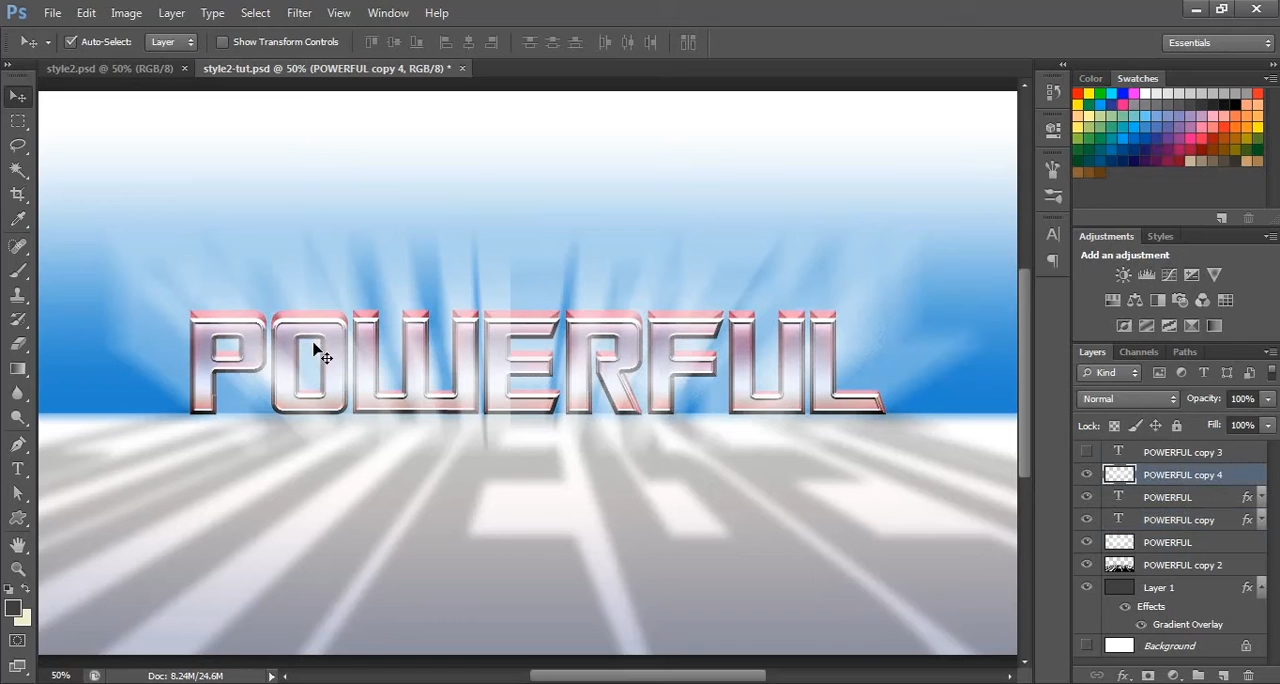 Ps File Edit Image Layer Type Select Filter View Window Help
Auto-Select: Layer Show Transform Controls Essentials
style2.psd @ 50% (RGB/8) × style2-tut.psd @ 50% (POWERFUL copy 4, RGB/8) * ×
Color Swatches
POWERFUL
Adjustments Styles
Add an adjustment
Layers Channels Paths
Kind
Normal Opacity: 100%
Lock: Fill: 100%
T POWERFUL copy 3
POWERFUL copy 4
T POWERFUL fx
T POWERFUL copy fx
POWERFUL
POWERFUL copy 2
Layer 1 fx
Effects
Gradient Overlay
Background
50% Doc: 8.24M/24.6M